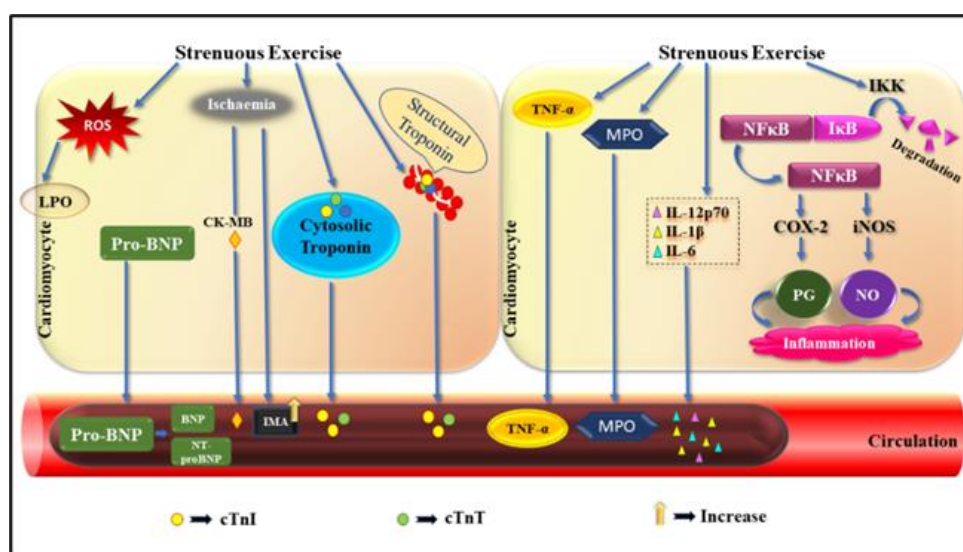 Strenuous Exercise
ROS
LPO
Ischaemia
Structural
Troponin
CK-MB
Cytosolic
Troponin
Pro-BNP
Cardiomyocyte
Strenuous Exercise
TNF-α
MPO
IKK
NFκB
IκB
Degradation
NFκB
IL-12p70
IL-1β
IL-6
COX-2
iNOS
PG
NO
Inflammation
Cardiomyocyte
Pro-BNP
BNP
NT-
proBNP
IMA
TNF-α
MPO
Circulation
cTnI
cTnT
Increase